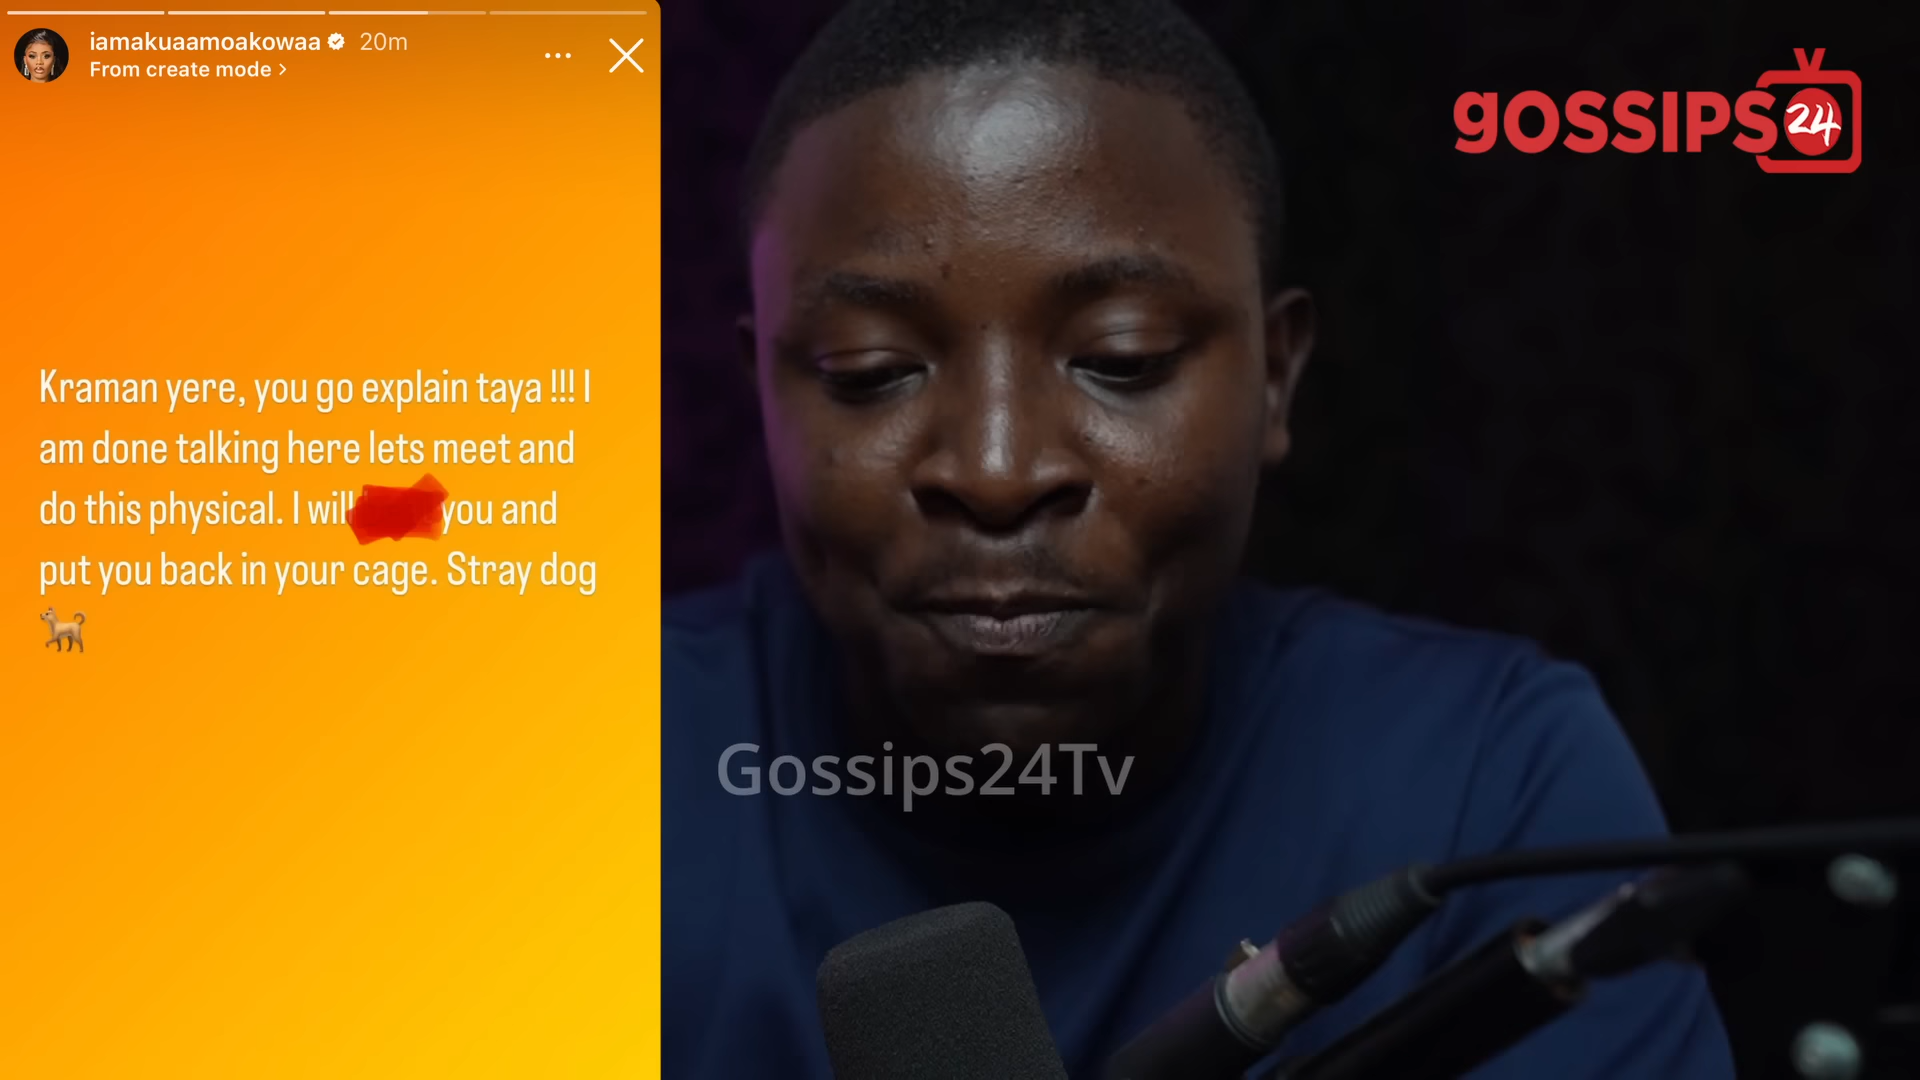 iamakuaamoakowaa 20m
From create mode >
Kraman yere, you go explain taya !!! I
am done talking here lets meet and
do this physical. I will you and
put you back in your cage. Stray dog
gOSSIPS 24
Gossips24Tv